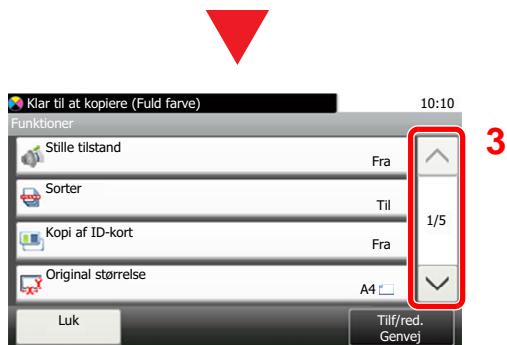 Klar til at kopiere (Fuld farve) 10:10
Funktioner
Stille tilstand Fra
Sorter Til
Kopi af ID-kort Fra
Original størrelse A4
1/5
3
Luk
Tilf/red.
Genvej